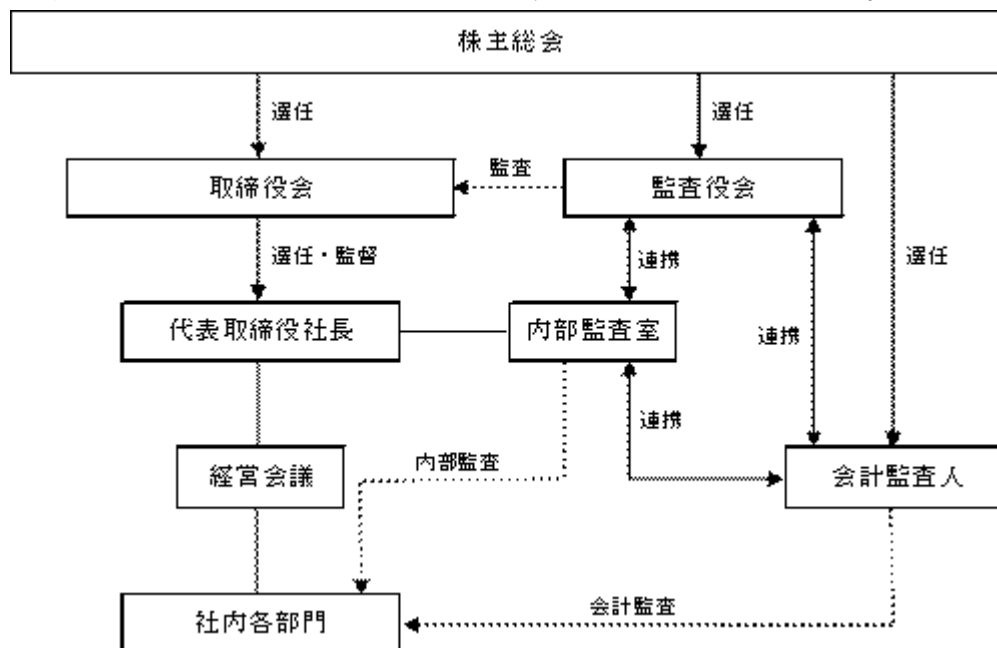 株主総会
選任
選任
取締役会
監査
監査役会
選任・監督
連携
選任
代表取締役社長
内部監査室
連携
連携
経営会議
内部監査
会計監査人
社内各部門
会計監査